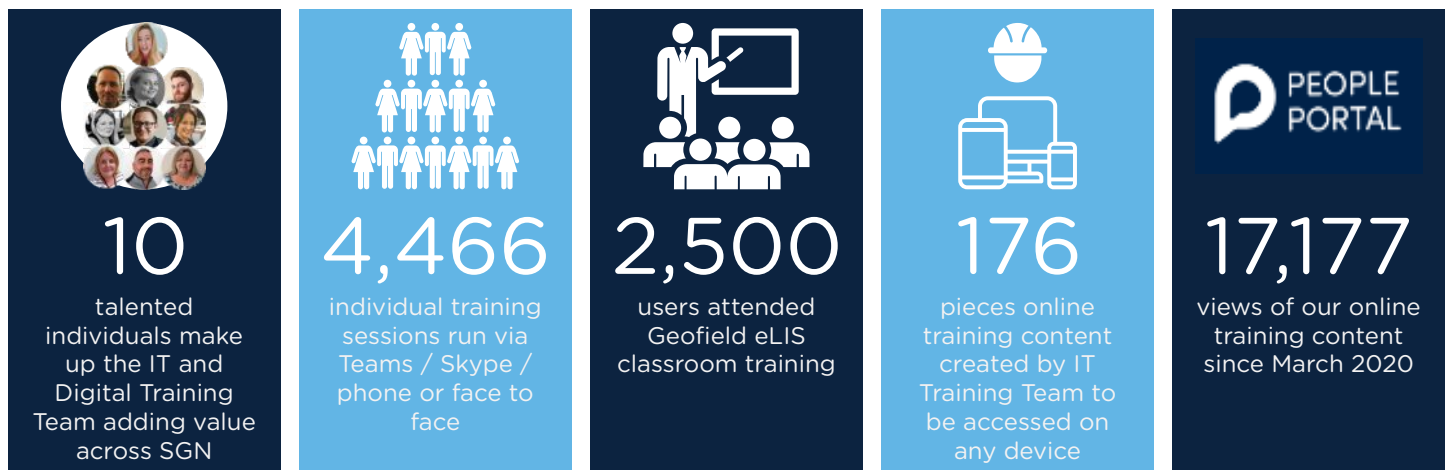 10
talented
individuals make
up the IT and
Digital Training
Team adding value
across SGN
4,466
individual training
sessions run via
Teams / Skype /
phone or face to
face
2,500
users attended
Geofield eLIS
classroom training
176
pieces online
training content
created by IT
Training Team to
be accessed on
any device
PEOPLE
PORTAL
17,177
views of our online
training content
since March 2020